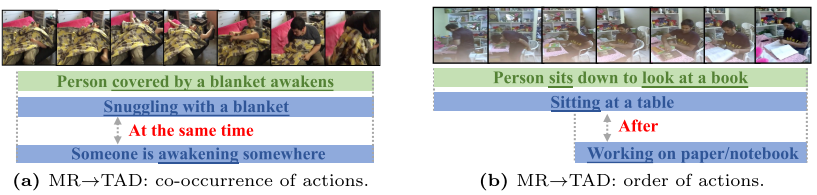 Person covered by a blanket awakens
Snuggling with a blanket
At the same time
Someone is awakening somewhere
(a) MR→TAD: co-occurrence of actions.
Person sits down to look at a book
Sitting at a table
After
Working on paper/notebook
(b) MR→TAD: order of actions.